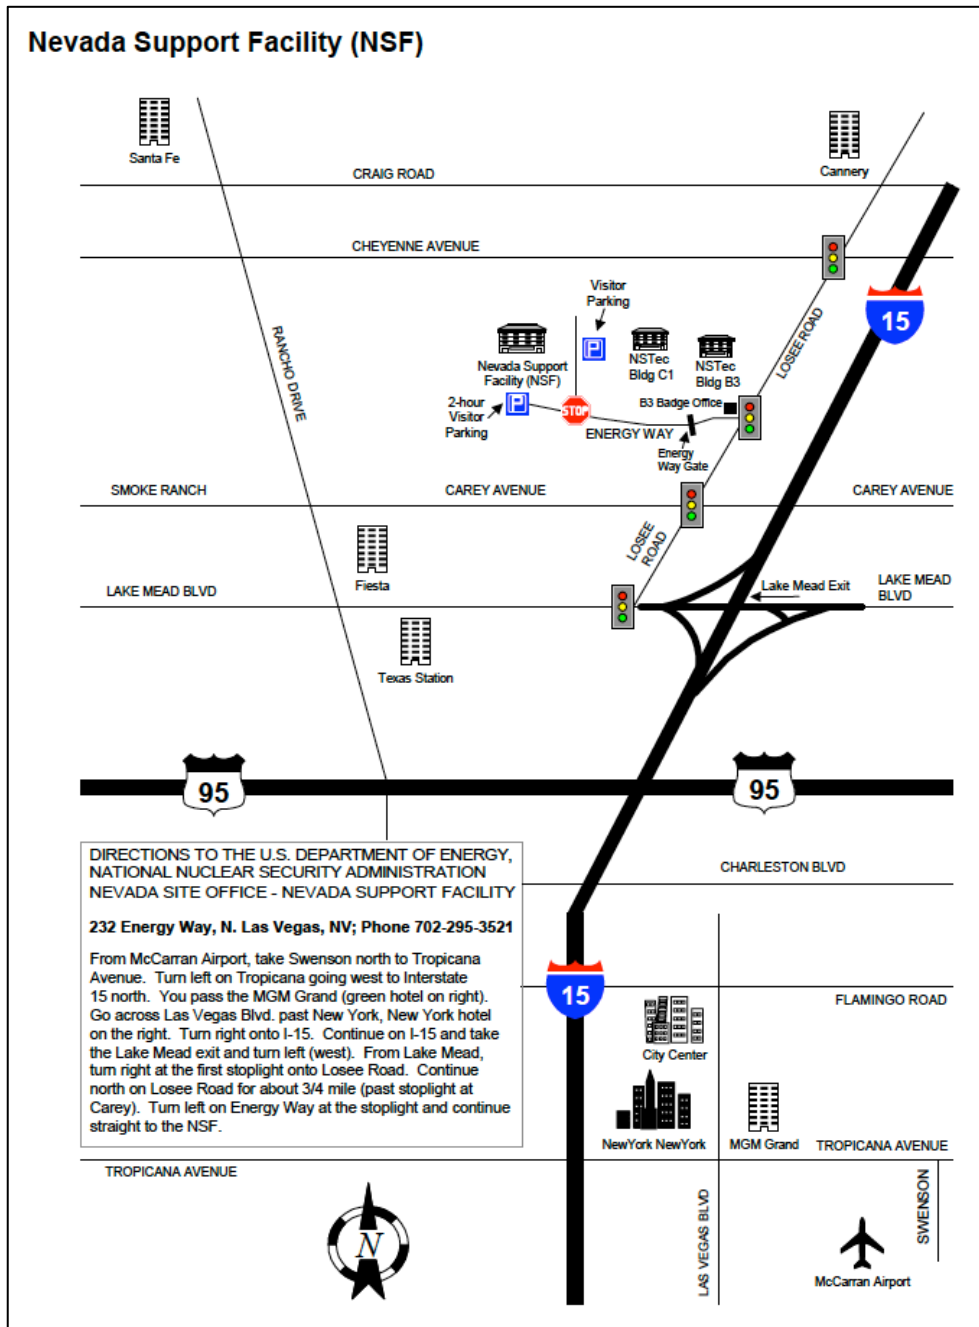 Nevada Support Facility (NSF)
Santa Fe
Cannery
CRAIG ROAD
CHEYENNE AVENUE
15
Visitor
Parking
RANCHO DRIVE
LOSEE ROAD
Nevada Support
Facility (NSF)
NSTec
Bldg C1
NSTec
Bldg B3
P
2-hour
Visitor
Parking
P
STOP
B3 Badge Office
ENERGY WAY
Energy
Way Gate
SMOKE RANCH
CAREY AVENUE
CAREY AVENUE
LOSEE
ROAD
Fiesta
LAKE MEAD BLVD
Lake Mead Exit
LAKE MEAD
BLVD
Texas Station
95
95
DIRECTIONS TO THE U.S. DEPARTMENT OF ENERGY,
NATIONAL NUCLEAR SECURITY ADMINISTRATION
NEVADA SITE OFFICE - NEVADA SUPPORT FACILITY
232 Energy Way, N. Las Vegas, NV; Phone 702-295-3521
From McCarran Airport, take Swenson north to Tropicana
Avenue. Turn left on Tropicana going west to Interstate
15 north. You pass the MGM Grand (green hotel on right).
Go across Las Vegas Blvd. past New York, New York hotel
on the right. Turn right onto I-15. Continue on I-15 and take
the Lake Mead exit and turn left (west). From Lake Mead,
turn right at the first stoplight onto Losee Road. Continue
north on Losee Road for about 3/4 mile (past stoplight at
Carey). Turn left on Energy Way at the stoplight and continue
straight to the NSF.
CHARLESTON BLVD
15
FLAMINGO ROAD
City Center
NewYork NewYork
MGM Grand
TROPICANA AVENUE
TROPICANA AVENUE
LAS VEGAS BLVD
SWENSON
N
McCarran Airport